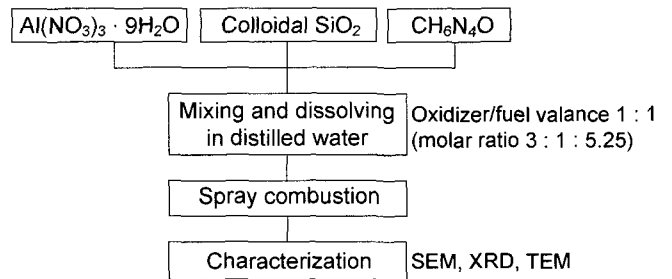 Al(NO₃)₃ · 9H₂O
Colloidal SiO₂
CH₆N₄O
Mixing and dissolving
in distilled water
Oxidizer/fuel valance 1 : 1
(molar ratio 3 : 1 : 5.25)
Spray combustion
Characterization
SEM, XRD, TEM